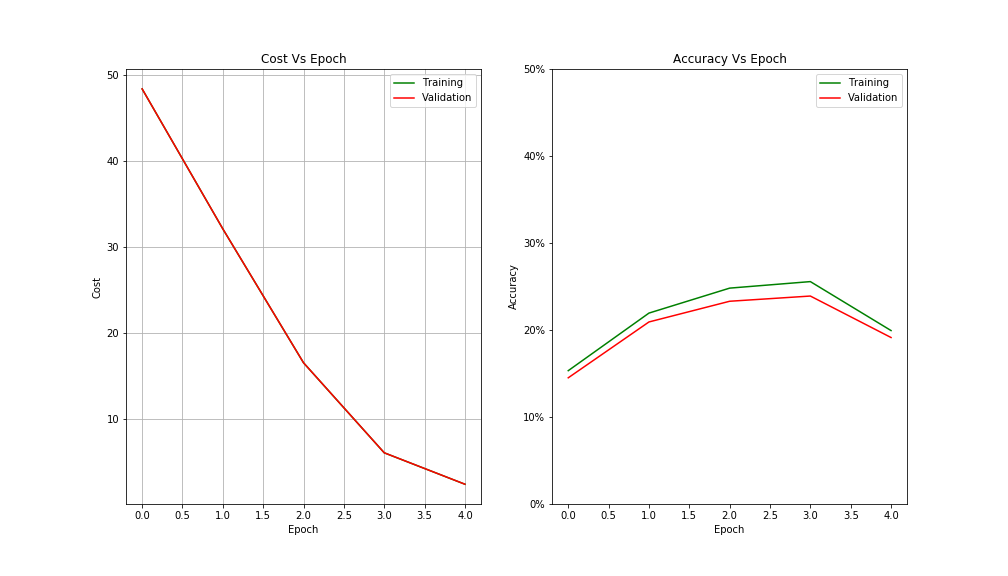 Cost Vs Epoch
50
40
30
20
10
Cost
0.0 0.5 1.0 1.5 2.0 2.5 3.0 3.5 4.0
Epoch
Training
Validation
Accuracy Vs Epoch
50%
40%
30%
20%
10%
0%
Accuracy
0.0 0.5 1.0 1.5 2.0 2.5 3.0 3.5 4.0
Epoch
Training
Validation